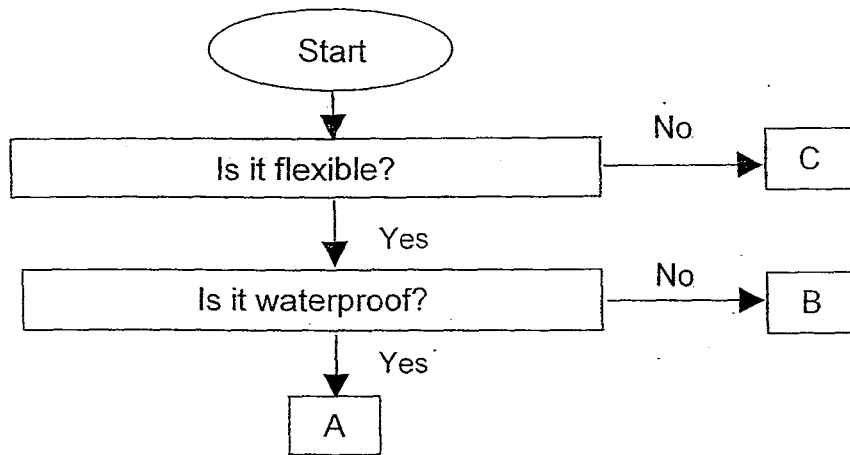 Start
Is it flexible?
No
C
Yes
Is it waterproof?
No
B
Yes
A